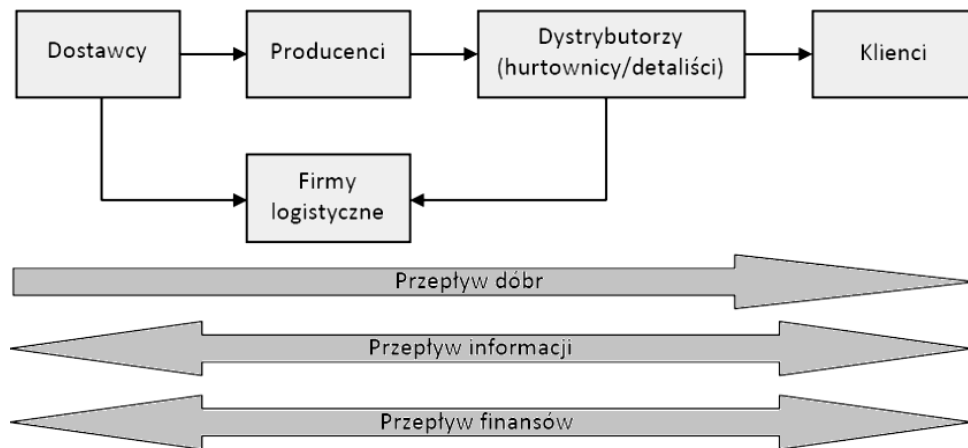 Dostawcy
Producenci
Dystrybutorzy
(hurtownicy/detaliści)
Klienci
Firmy
logistyczne
Przepływ dóbr
Przepływ informacji
Przepływ finansów